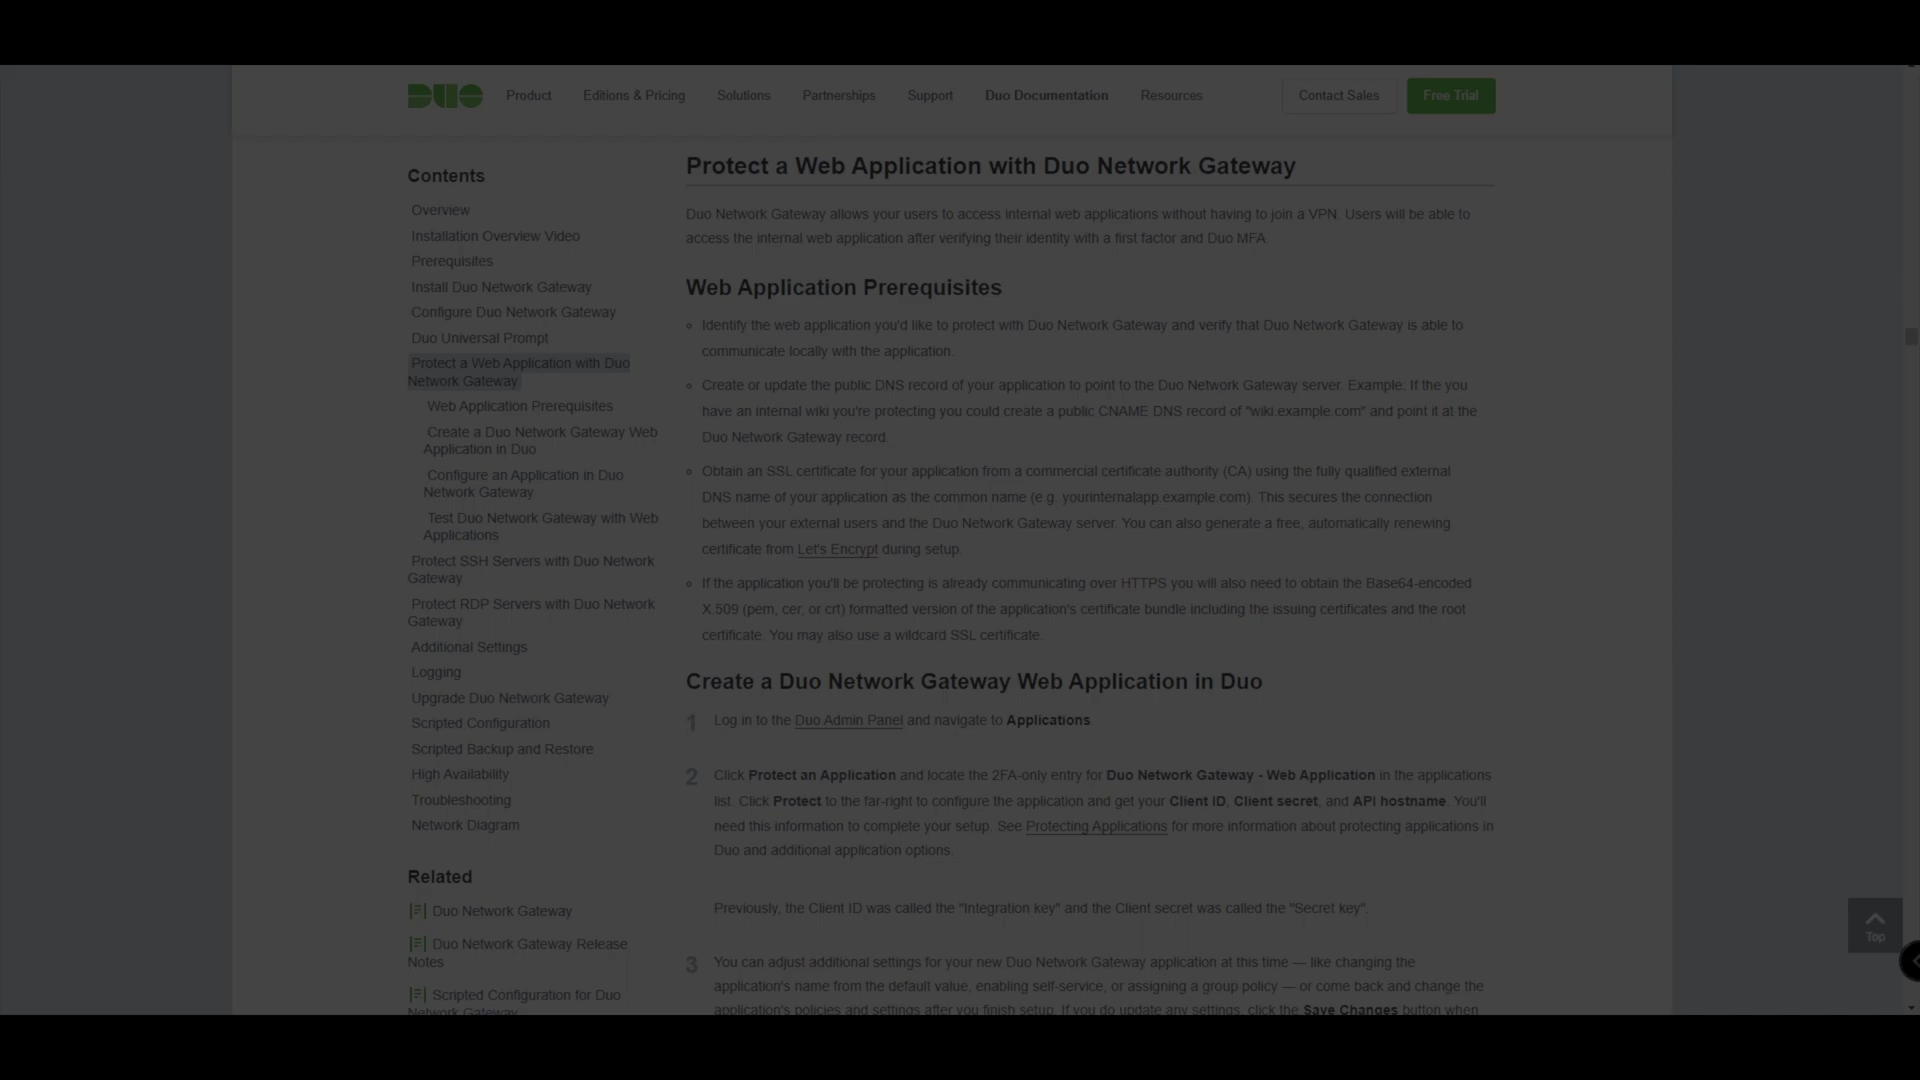 DUO Product Editions & Pricing Solutions Partnerships Support Duo Documentation Resources Contact Sales Free Trial
Contents
Overview
Installation Overview Video
Prerequisites
Install Duo Network Gateway
Configure Duo Network Gateway
Duo Universal Prompt
Protect a Web Application with Duo
Network Gateway
Web Application Prerequisites
Create a Duo Network Gateway Web
Application in Duo
Configure an Application in Duo
Network Gateway
Test Duo Network Gateway with Web
Applications
Protect SSH Servers with Duo Network
Gateway
Protect RDP Servers with Duo Network
Gateway
Additional Settings
Logging
Upgrade Duo Network Gateway
Scripted Configuration
Scripted Backup and Restore
High Availability
Troubleshooting
Network Diagram
Related
Duo Network Gateway
Duo Network Gateway Release
Notes
Scripted Configuration for Duo
Network Gateway
Protect a Web Application with Duo Network Gateway
Duo Network Gateway allows your users to access internal web applications without having to join a VPN. Users will be able to
access the internal web application after verifying their identity with a first factor and Duo MFA.
Web Application Prerequisites
Identify the web application you'd like to protect with Duo Network Gateway and verify that Duo Network Gateway is able to
communicate locally with the application.
Create or update the public DNS record of your application to point to the Duo Network Gateway server. Example: If the you
have an internal wiki you're protecting you could create a public CNAME DNS record of "wiki.example.com" and point it at the
Duo Network Gateway record.
Obtain an SSL certificate for your application from a commercial certificate authority (CA) using the fully qualified external
DNS name of your application as the common name (e.g. yourinternalapp.example.com). This secures the connection
between your external users and the Duo Network Gateway server. You can also generate a free, automatically renewing
certificate from Let's Encrypt during setup.
If the application you'll be protecting is already communicating over HTTPS you will also need to obtain the Base64-encoded
X.509 (pem, cer, or crt) formatted version of the application's certificate bundle including the issuing certificates and the root
certificate. You may also use a wildcard SSL certificate.
Create a Duo Network Gateway Web Application in Duo
1 Log in to the Duo Admin Panel and navigate to Applications.
2 Click Protect an Application and locate the 2FA-only entry for Duo Network Gateway - Web Application in the applications
list. Click Protect to the far-right to configure the application and get your Client ID, Client secret, and API hostname. You'll
need this information to complete your setup. See Protecting Applications for more information about protecting applications in
Duo and additional application options.
Previously, the Client ID was called the "Integration key" and the Client secret was called the "Secret key".
3 You can adjust additional settings for your new Duo Network Gateway application at this time — like changing the
application's name from the default value, enabling self-service, or assigning a group policy — or come back and change the
application's policies and settings after you finish setup. If you do update any settings, click the Save Changes button when
Top